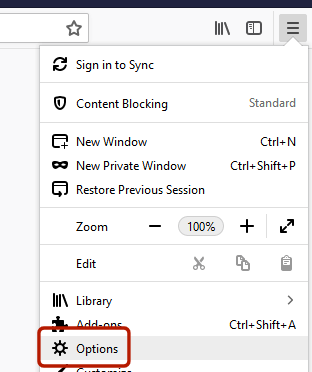 Sign in to Sync
Content Blocking Standard
New Window Ctrl+N
New Private Window Ctrl+Shift+P
Restore Previous Session
Zoom 100%
Edit
Library
Add-ons Ctrl+Shift+A
Options
Customize